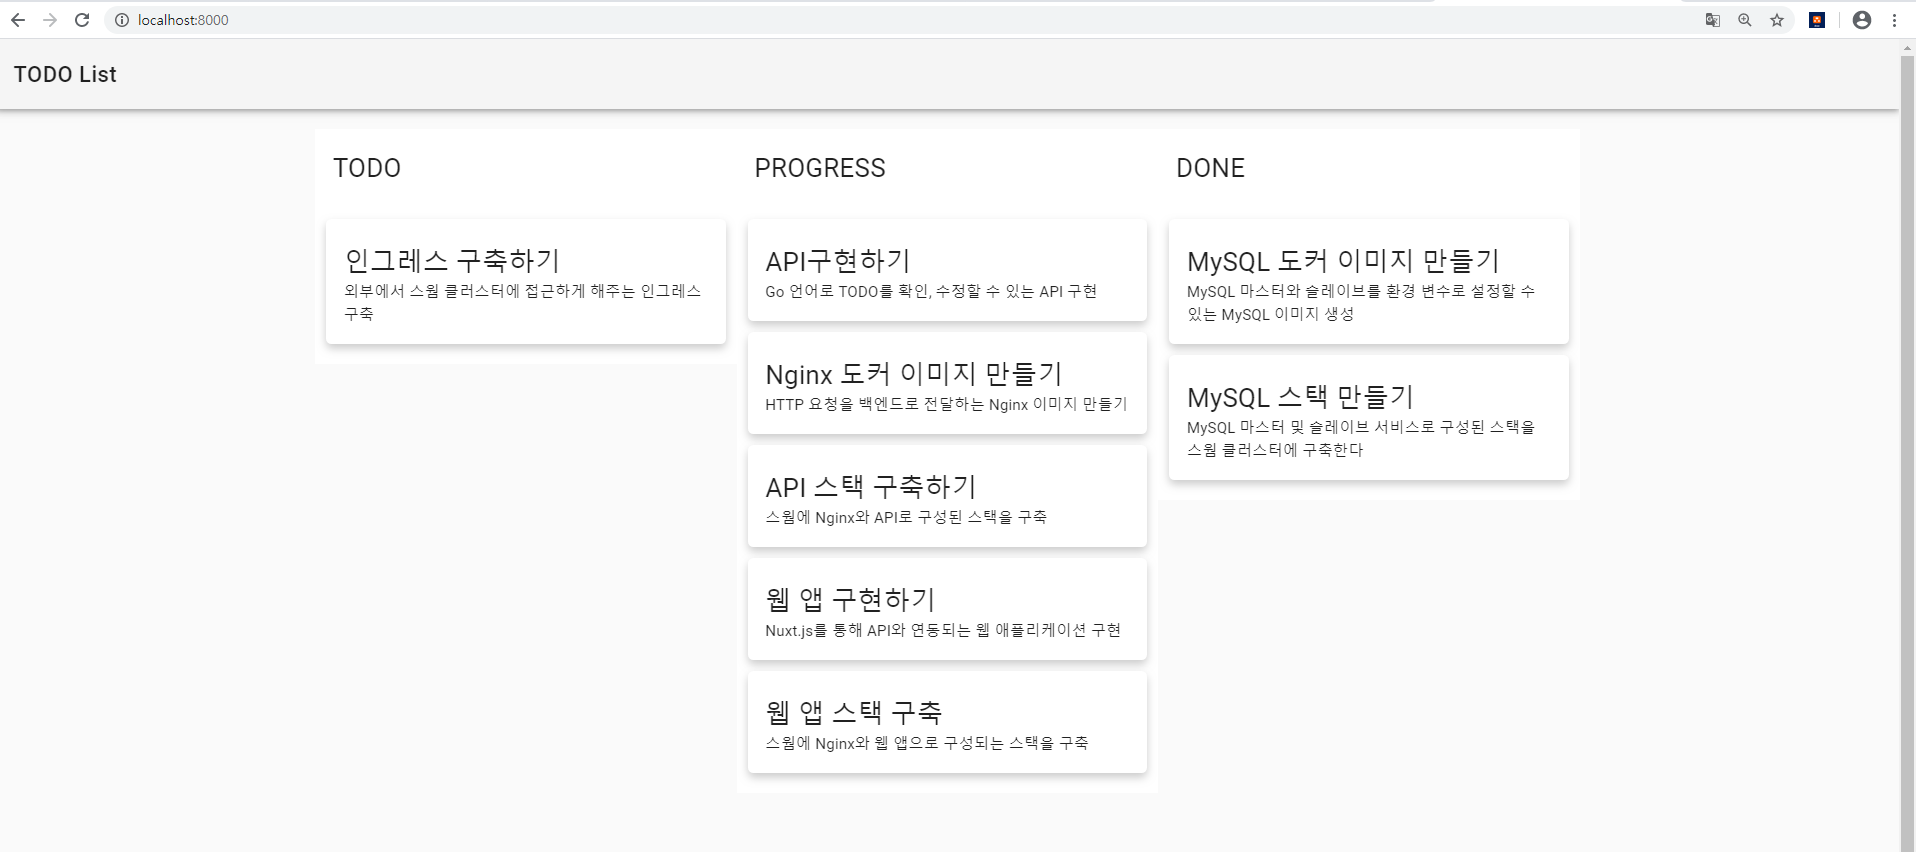 localhost:8000
TODO List
TODO
인그레스 구축하기
외부에서 스웜 클러스터에 접근하게 해주는 인그레스
구축
PROGRESS
API구현하기
Go 언어로 TODO를 확인, 수정할 수 있는 API 구현
Nginx 도커 이미지 만들기
HTTP 요청을 백엔드로 전달하는 Nginx 이미지 만들기
API 스택 구축하기
스웜에 Nginx와 API로 구성된 스택을 구축
웹 앱 구현하기
Nuxt.js를 통해 API와 연동되는 웹 애플리케이션 구현
웹 앱 스택 구축
스웜에 Nginx와 웹 앱으로 구성되는 스택을 구축
DONE
MySQL 도커 이미지 만들기
MySQL 마스터와 슬레이브를 환경 변수로 설정할 수
있는 MySQL 이미지 생성
MySQL 스택 만들기
MySQL 마스터 및 슬레이브 서비스로 구성된 스택을
스웜 클러스터에 구축한다